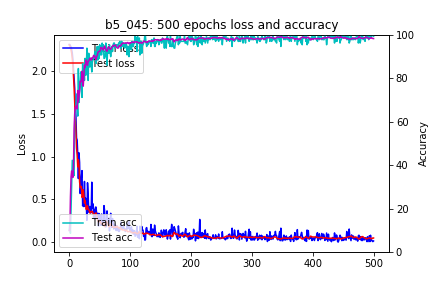 b5_045: 500 epochs loss and accuracy
Train loss
Test loss
Train acc
Test acc
Loss
Accuracy
2.0
1.5
1.0
0.5
0.0
100
80
60
40
20
0
0 100 200 300 400 500